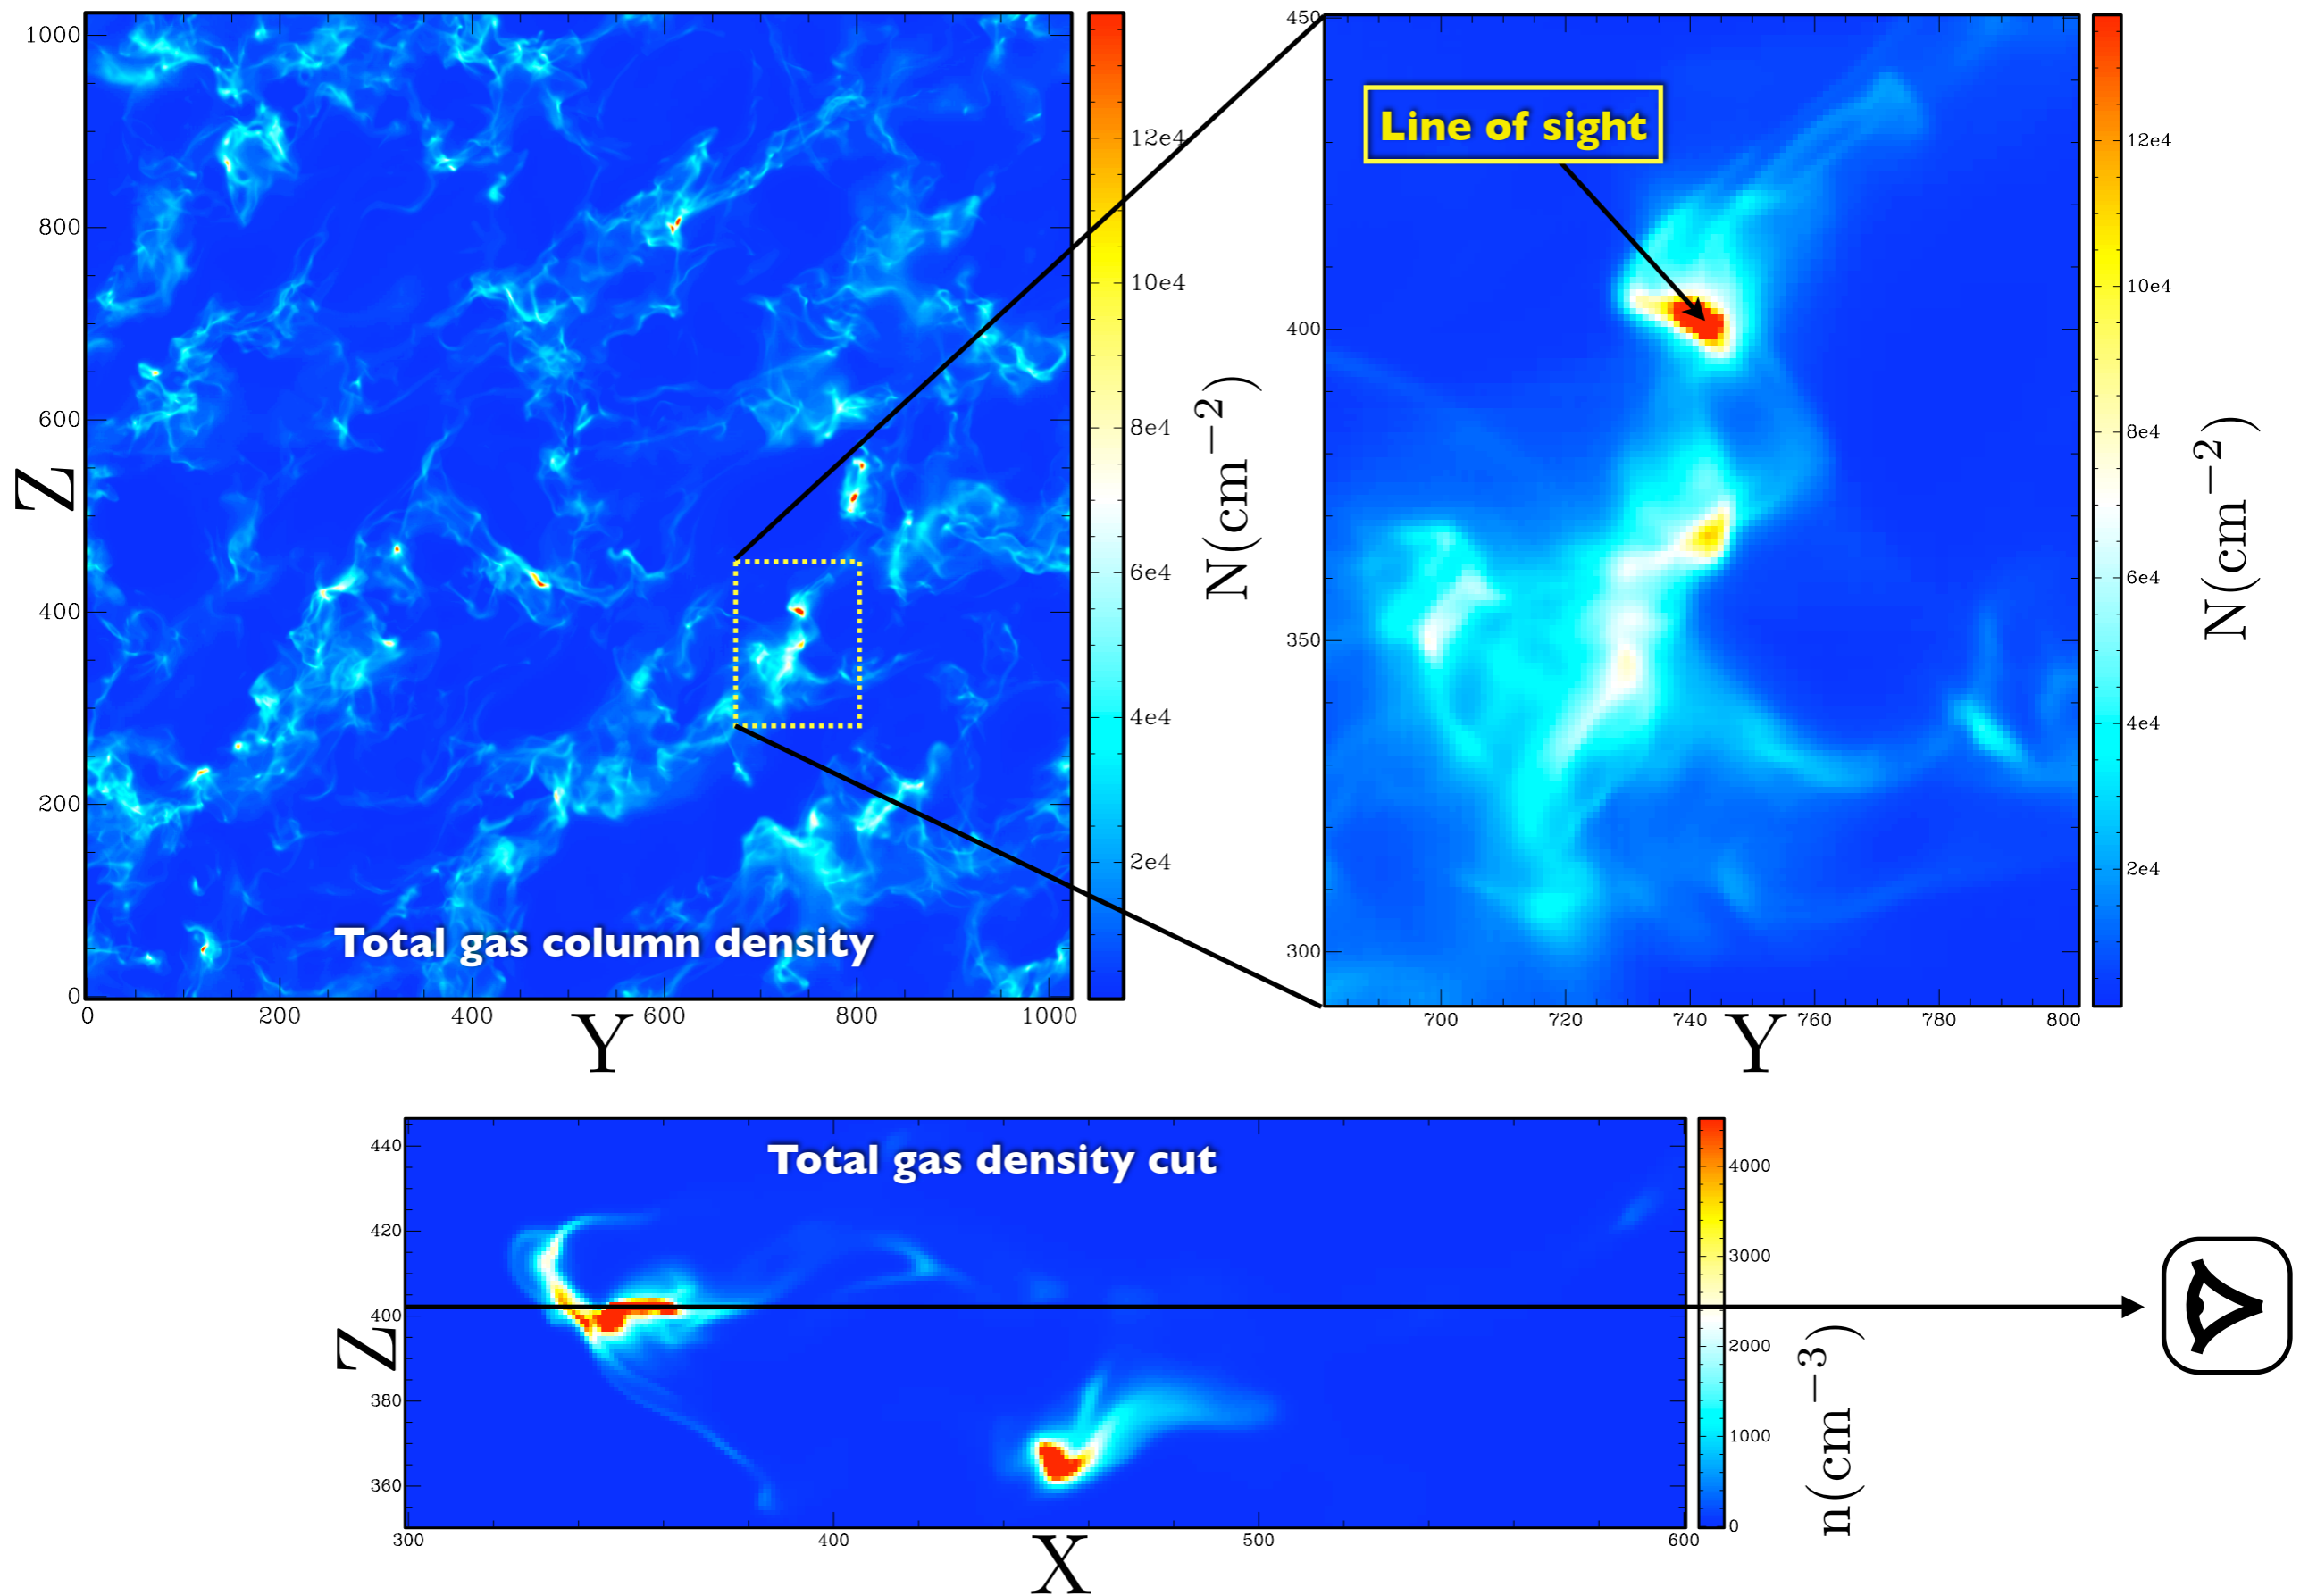 1000
800
600
400
200
0
Z
0 200 400 600 800 1000
Y
Total gas column density
12e4
10e4
8e4
6e4
4e4
2e4
N(cm−2)
450
400
350
300
Line of sight
700 720 740 760 780 800
Y
12e4
10e4
8e4
6e4
4e4
2e4
N(cm−2)
Total gas density cut
440
420
400
380
360
Z
300 400 500 600
X
4000
3000
2000
1000
0
n(cm−3)